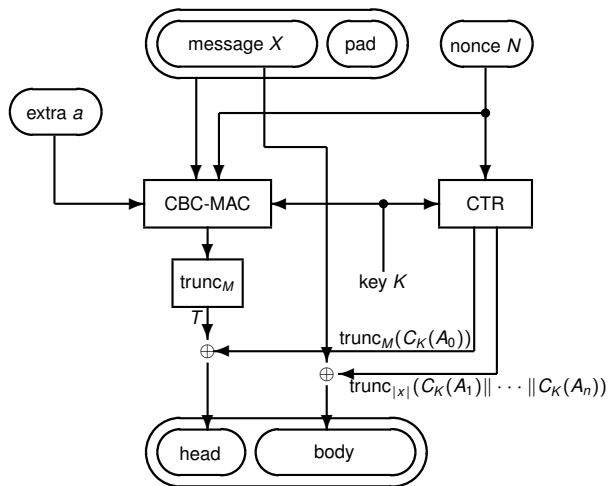 message X
pad
nonce N
extra a
CBC-MAC
CTR
trunc_M
key K
T
trunc_M(C_K(A_0))
⊕
⊕
trunc_|x|(C_K(A_1)‖ · · · ‖C_K(A_n))
head
body